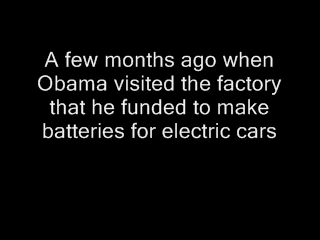 A few months ago when
Obama visited the factory
that he funded to make
batteries for electric cars